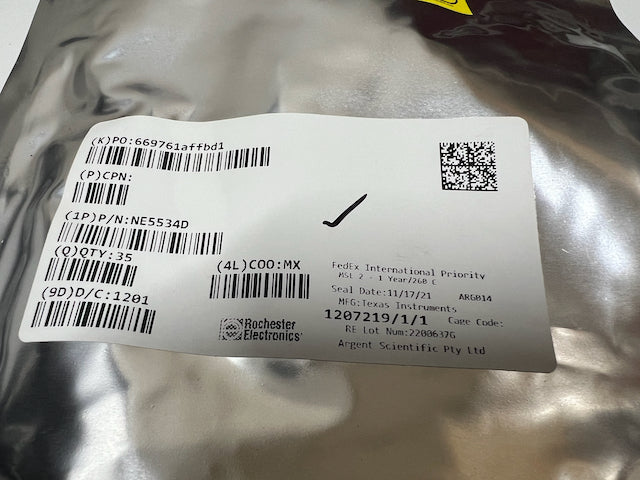 (K)PO:669761affbd1
(P)CPN:
(1P)P/N:NE5534D
(Q)QTY:35
(4L)COO:MX
(9D)D/C:1201
Rochester
Electronics
FedEx International Priority
MSL 2 - 1 Year/260 C
Seal Date:11/17/21 ARG014
MFG:Texas Instruments
1207219/1/1 Cage Code:
RE Lot Num:2200637G
Argent Scientific Pty Ltd